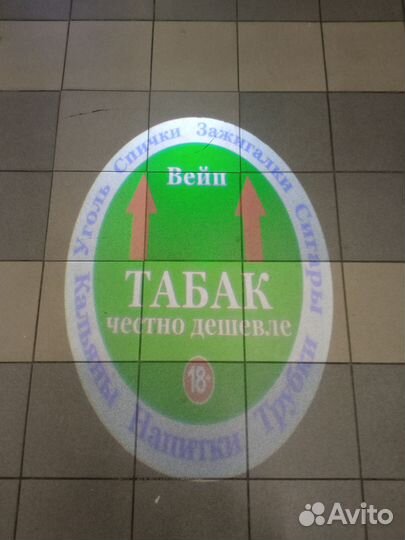 Кальяны Уголь Спички Зажигалки Сигары
Вейп
ТАБАК
честно дешевле
18+
Напитки Трубки
Avito